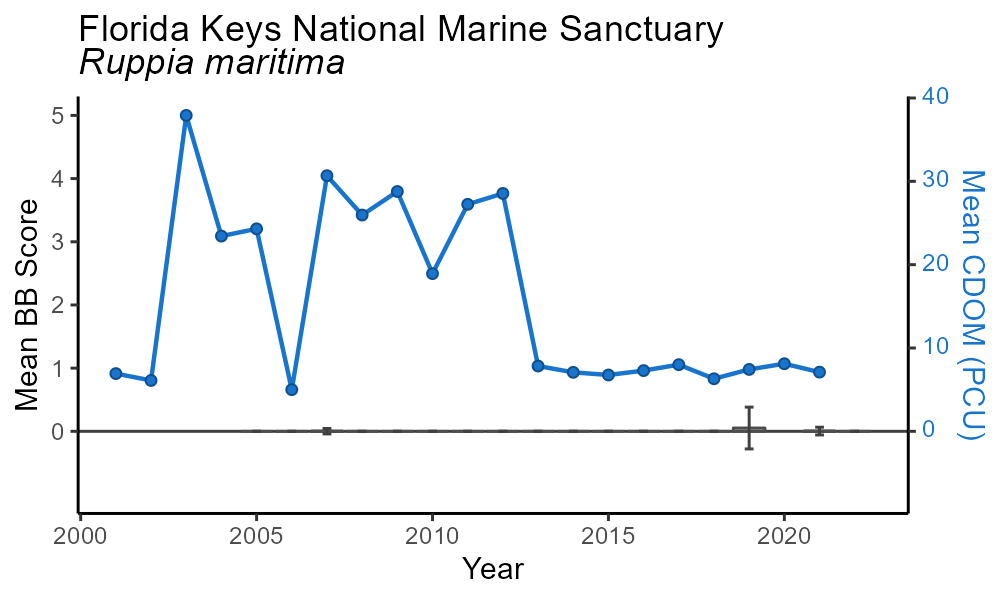 Florida Keys National Marine Sanctuary
Ruppia maritima
Mean BB Score
5
4
3
2
1
0
40
30
20
10
0
Mean CDOM (PCU)
2000 2005 2010 2015 2020
Year